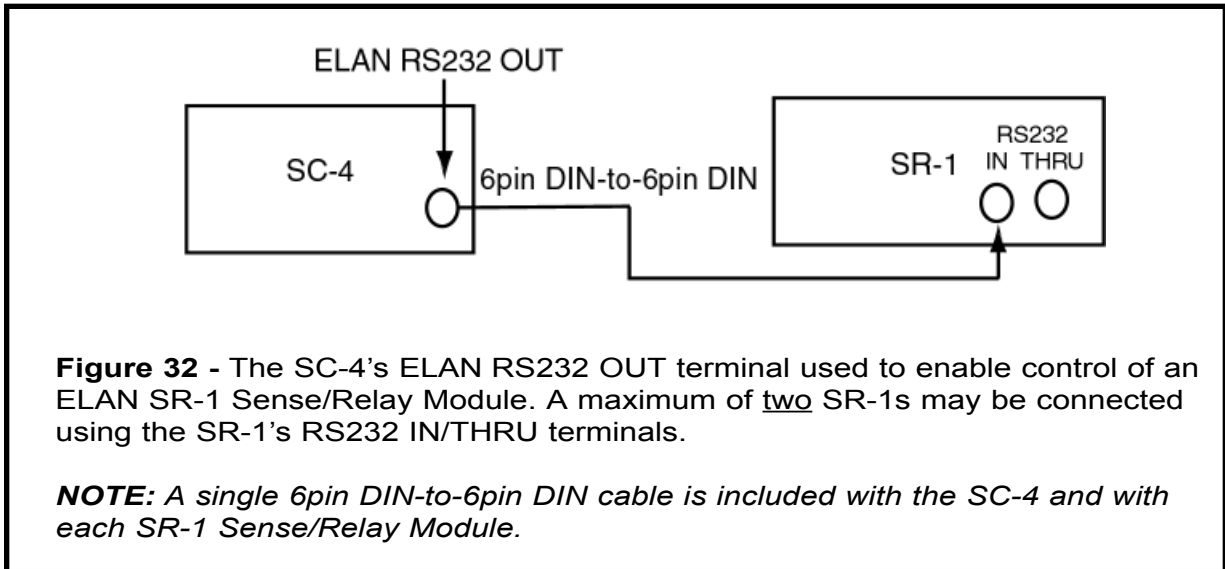 ELAN RS232 OUT
SC-4
6pin DIN-to-6pin DIN
SR-1
RS232
IN THRU
Figure 32 - The SC-4’s ELAN RS232 OUT terminal used to enable control of an
ELAN SR-1 Sense/Relay Module. A maximum of two SR-1s may be connected
using the SR-1’s RS232 IN/THRU terminals.
NOTE: A single 6pin DIN-to-6pin DIN cable is included with the SC-4 and with
each SR-1 Sense/Relay Module.